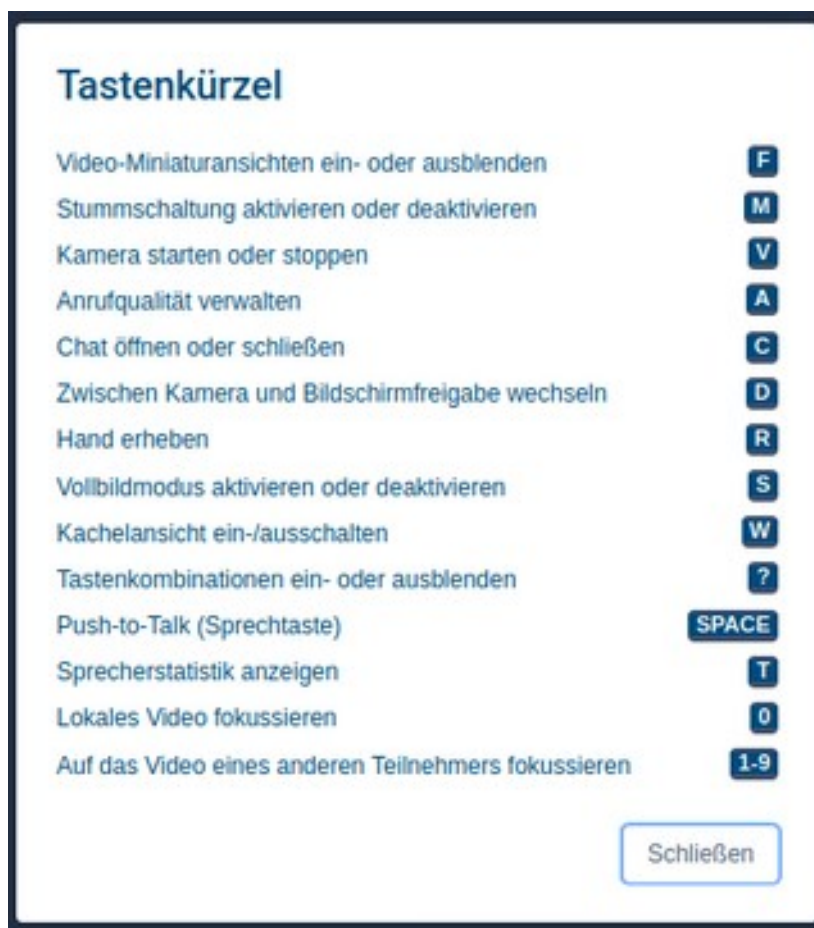 Tastenkürzel
Video-Miniaturansichten ein- oder ausblenden F
Stummschaltung aktivieren oder deaktivieren M
Kamera starten oder stoppen V
Anrufqualität verwalten A
Chat öffnen oder schließen C
Zwischen Kamera und Bildschirmfreigabe wechseln D
Hand erheben R
Vollbildmodus aktivieren oder deaktivieren S
Kachelansicht ein-/ausschalten W
Tastenkombinationen ein- oder ausblenden ?
Push-to-Talk (Sprechtaste) SPACE
Sprecherstatistik anzeigen T
Lokales Video fokussieren 0
Auf das Video eines anderen Teilnehmers fokussieren 1-9
Schließen